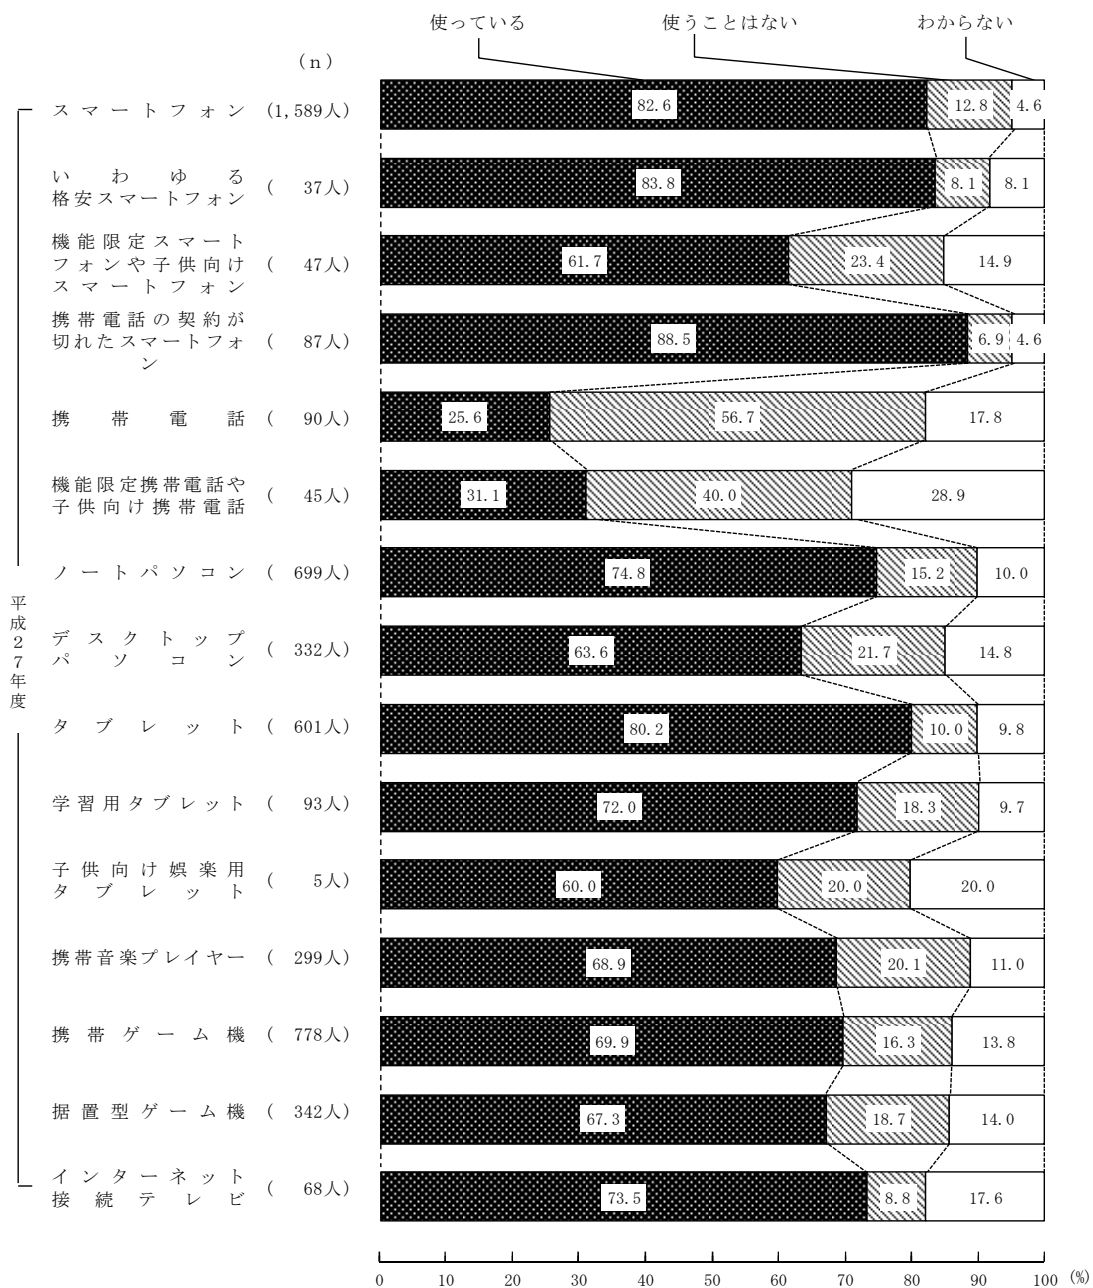 使っている 使うことはない わからない
(n)
スマートフォン (1,589人) 82.6 12.8 4.6
いわゆる
格安スマートフォン ( 37人) 83.8 8.1 8.1
機能限定スマート
フォンや子供向け ( 47人) 61.7 23.4 14.9
スマートフォン
携帯電話の契約が
切れたスマートフォ ( 87人) 88.5 6.9 4.6
ン
携帯電話 ( 90人) 25.6 56.7 17.8
機能限定携帯電話や
子供向け携帯電話 ( 45人) 31.1 40.0 28.9
ノートパソコン ( 699人) 74.8 15.2 10.0
平成27年度
デスクトップ
パソコン ( 332人) 63.6 21.7 14.8
タブレット ( 601人) 80.2 10.0 9.8
学習用タブレット ( 93人) 72.0 18.3 9.7
子供向け娯楽用
タブレット ( 5人) 60.0 20.0 20.0
携帯音楽プレイヤー ( 299人) 68.9 20.1 11.0
携帯ゲーム機 ( 778人) 69.9 16.3 13.8
据置型ゲーム機 ( 342人) 67.3 18.7 14.0
インターネット
接続テレビ ( 68人) 73.5 8.8 17.6
0 10 20 30 40 50 60 70 80 90 100 (%)